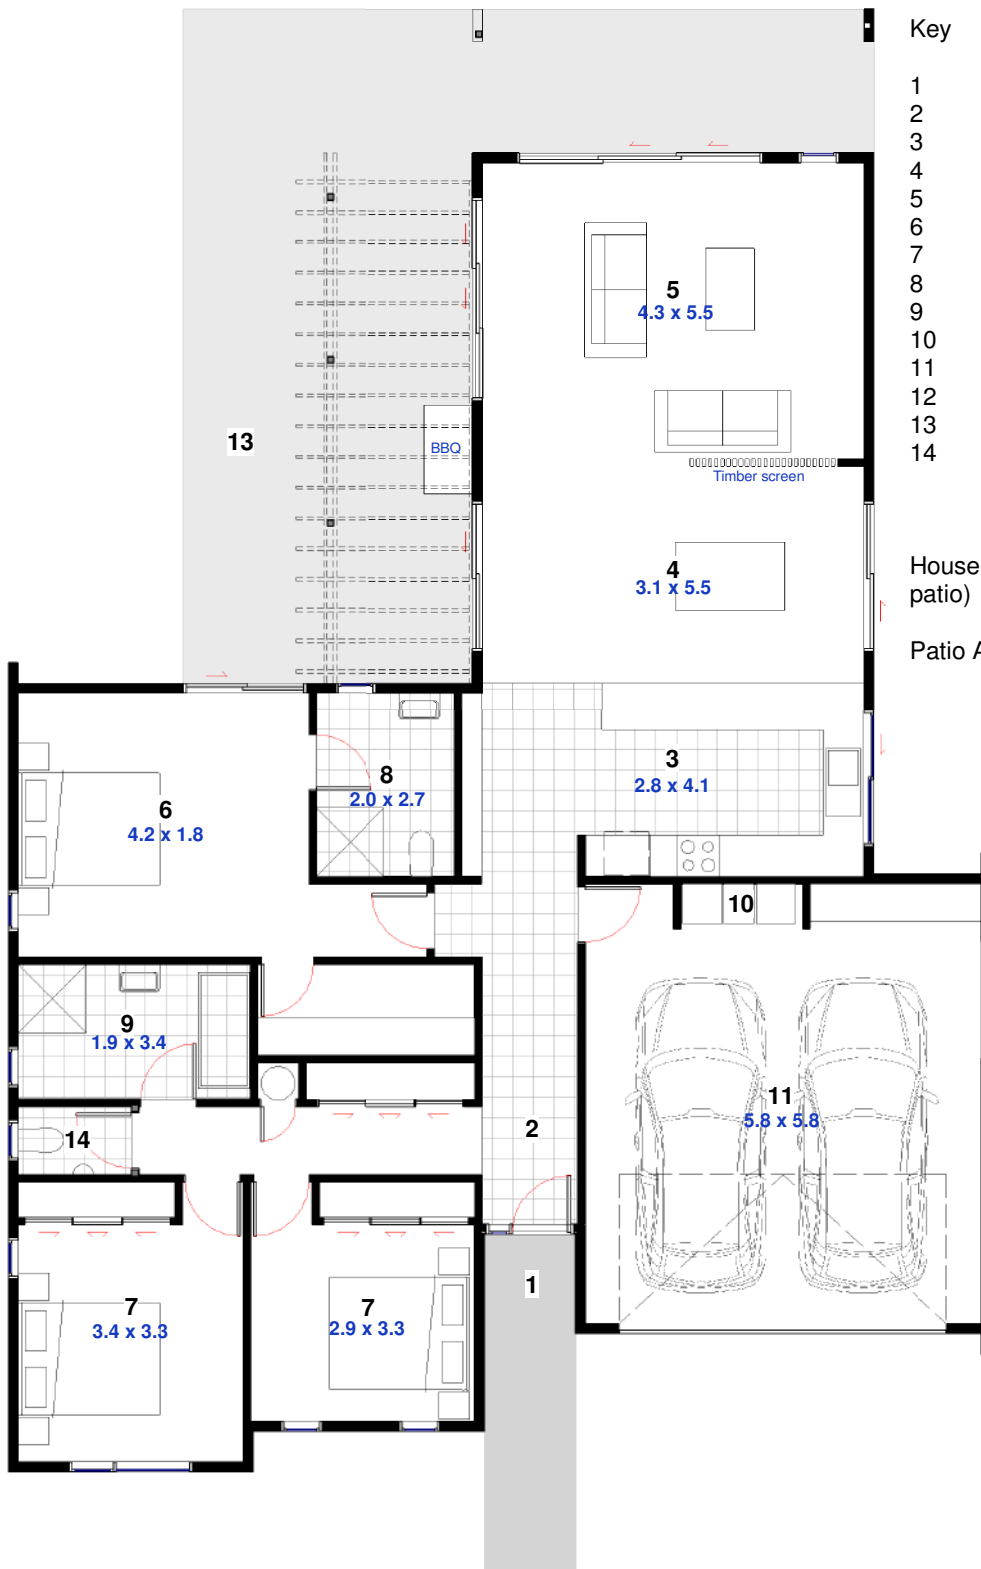 Key
1
2
3
4
5
6
7
8
9
10
11
12
13
14
House
patio)
Patio A
5
4.3 x 5.5
13
BBQ
Timber screen
4
3.1 x 5.5
3
2.8 x 4.1
8
2.0 x 2.7
6
4.2 x 1.8
10
9
1.9 x 3.4
11
5.8 x 5.8
2
14
1
7
3.4 x 3.3
7
2.9 x 3.3